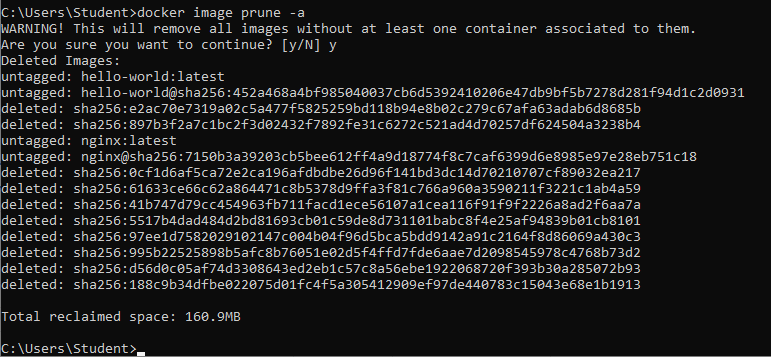 C:\Users\Student>docker image prune -a
WARNING! This will remove all images without at least one container associated to them.
Are you sure you want to continue? [y/N] y
Deleted Images:
untagged: hello-world:latest
untagged: hello-world@sha256:452a468a4bf985040037cb6d5392410206e47db9bf5b7278d281f94d1c2d0931
deleted: sha256:e2ac70e7319a02c5a477f5825259bd118b94e8b02c279c67afa63adab6d8685b
deleted: sha256:897b3f2a7c1bc2f3d02432f7892fe31c6272c521ad4d70257df624504a3238b4
untagged: nginx:latest
untagged: nginx@sha256:7150b3a39203cb5bee612ff4a9d18774f8c7caf6399d6e8985e97e28eb751c18
deleted: sha256:0cf1d6af5ca72e2ca196afdbdbe26d96f141bd3dc14d70210707cf89032ea217
deleted: sha256:61633ce66c62a864471c8b5378d9ffa3f81c766a960a3590211f3221c1ab4a59
deleted: sha256:41b747d79cc454963fb711facd1ece56107a1cea116f91f9f2226a8ad2f6aa7a
deleted: sha256:5517b4dad484d2bd81693cb01c59de8d731101babc8f4e25af94839b01cb8101
deleted: sha256:97ee1d7582029102147c004b04f96d5bca5bdd9142a91c2164f8d86069a430c3
deleted: sha256:995b22525898b5afc8b76051e02d5f4ffd7fde6aae7d2098545978c4768b73d2
deleted: sha256:d56d0c05af74d3308643ed2eb1c57c8a56ebe1922068720f393b30a285072b93
deleted: sha256:188c9b34dfbe022075d01fc4f5a305412909ef97de440783c15043e68e1b1913
Total reclaimed space: 160.9MB
C:\Users\Student>